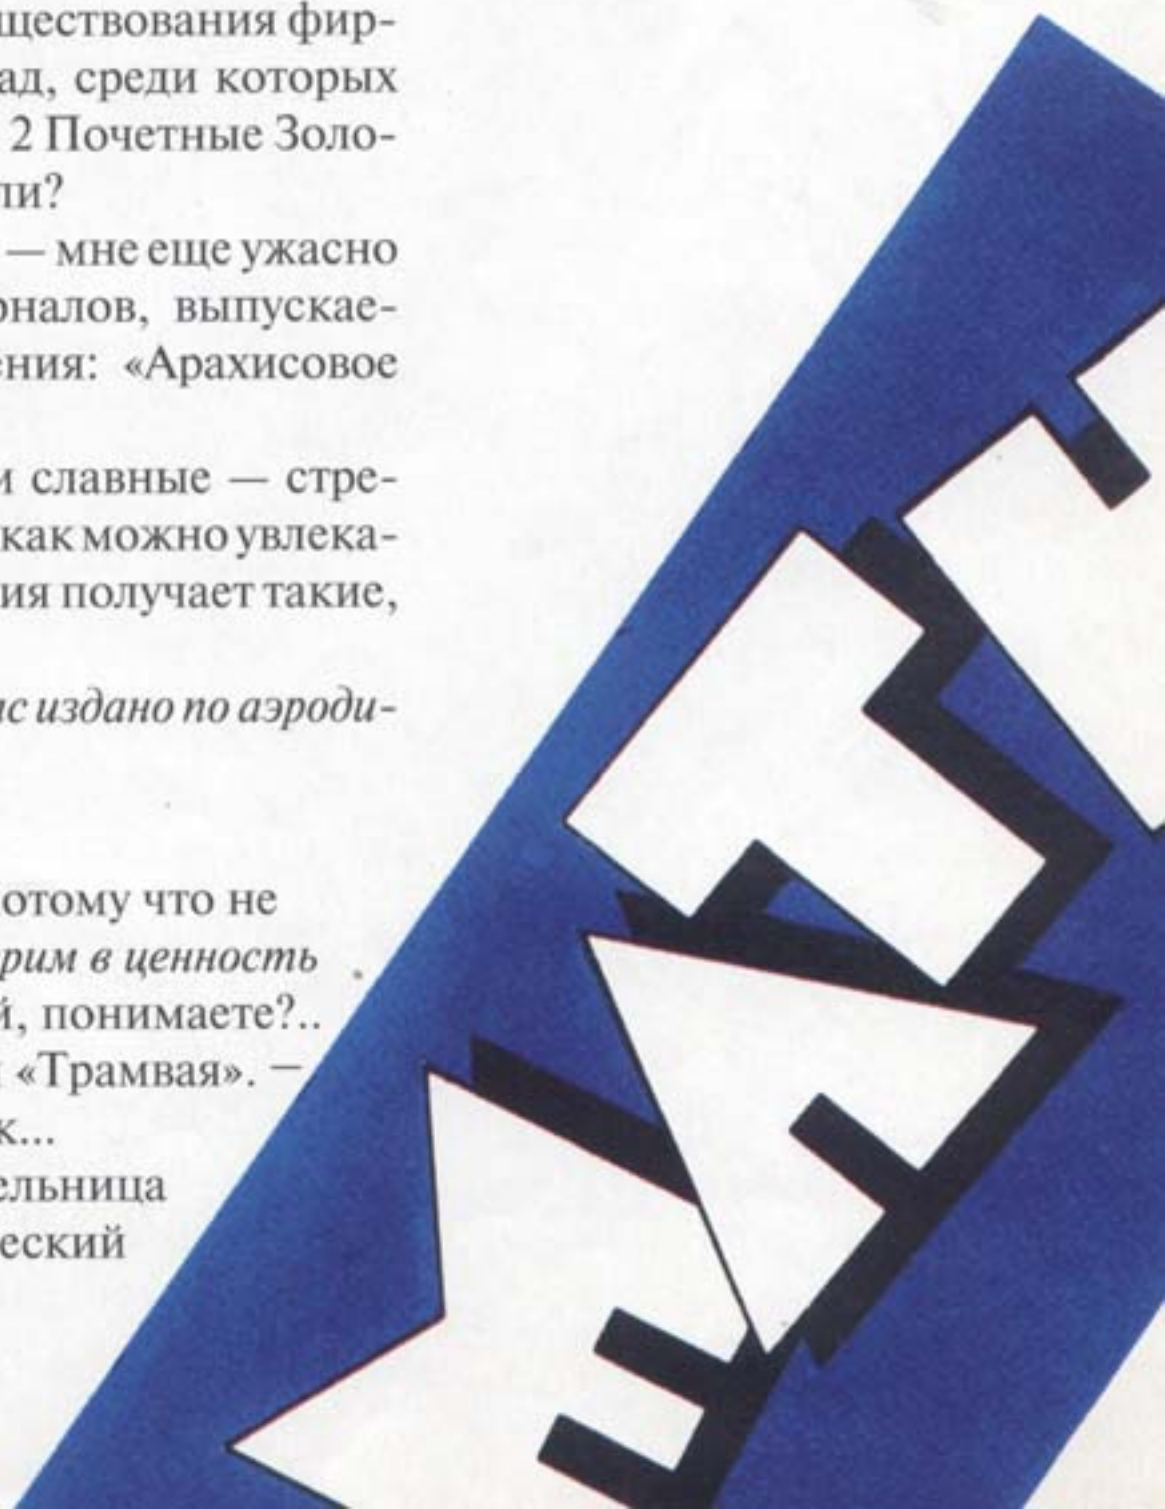 ществования фир-
ад, среди которых
2 Почетные Золо-
ли?
— мне еще ужасно
рналов, выпускае-
ения: «Арахисовое
и славные — стре-
как можно увлека-
ия получает такие,
ас издано по аэроди-
отому что не
рим в ценность
й, понимаете?..
«Трамвая». —
к...
ельница
еский